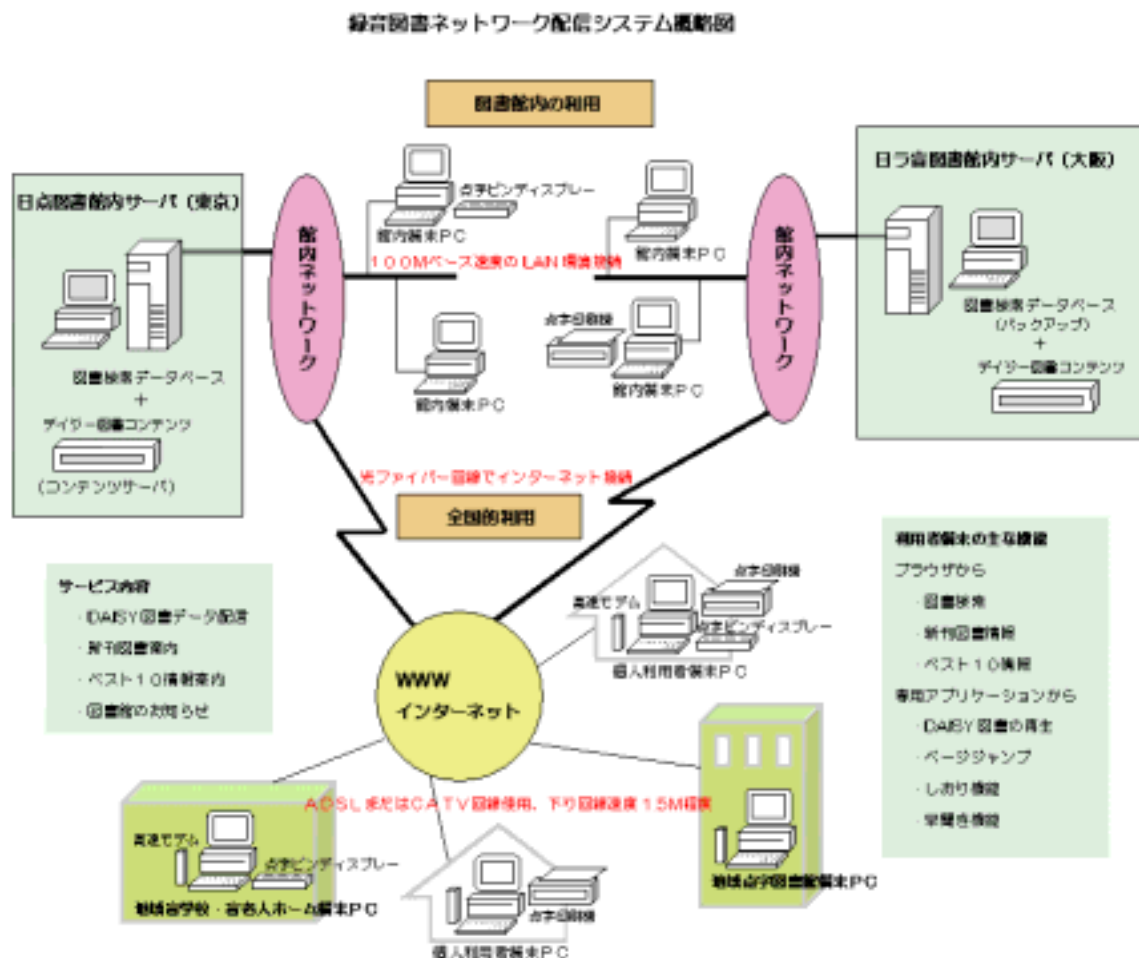 録音図書ネットワーク配信システム概略図
図書館内の利用
日点図書館内サーバ（東京）
図書検索データベース
＋
デイジー図書コンテンツ
（コンテンツサーバ）
館内ネットワーク
点字ピンディスプレー
館内端末ＰＣ
館内端末ＰＣ
１００Ｍベース速度のＬＡＮ環境接続
館内端末ＰＣ
点字印刷機
館内端末ＰＣ
館内ネットワーク
日ラ盲図書館内サーバ（大阪）
図書検索データベース
（バックアップ）
＋
デイジー図書コンテンツ
光ファイバー回線でインターネット接続
全国的利用
サービス内容
・DAISY図書データ配信
・新刊図書案内
・ベスト１０情報案内
・図書館のお知らせ
WWW
インターネット
点字印刷機
高速モデム
点字ピンディスプレー
個人利用者端末ＰＣ
利用者端末の主な機能
ブラウザから
・図書検索
・新刊図書情報
・ベスト１０情報
専用アプリケーションから
・DAISY図書の再生
・ページジャンプ
・しおり機能
・早聞き機能
ＡＤＳＬまたはＣＡＴＶ回線使用、下り回線速度１.５Ｍ程度
高速モデム
点字ピンディスプレー
地域盲学校・盲老人ホーム端末ＰＣ
点字印刷機
個人利用者端末ＰＣ
地域点字図書館端末ＰＣ